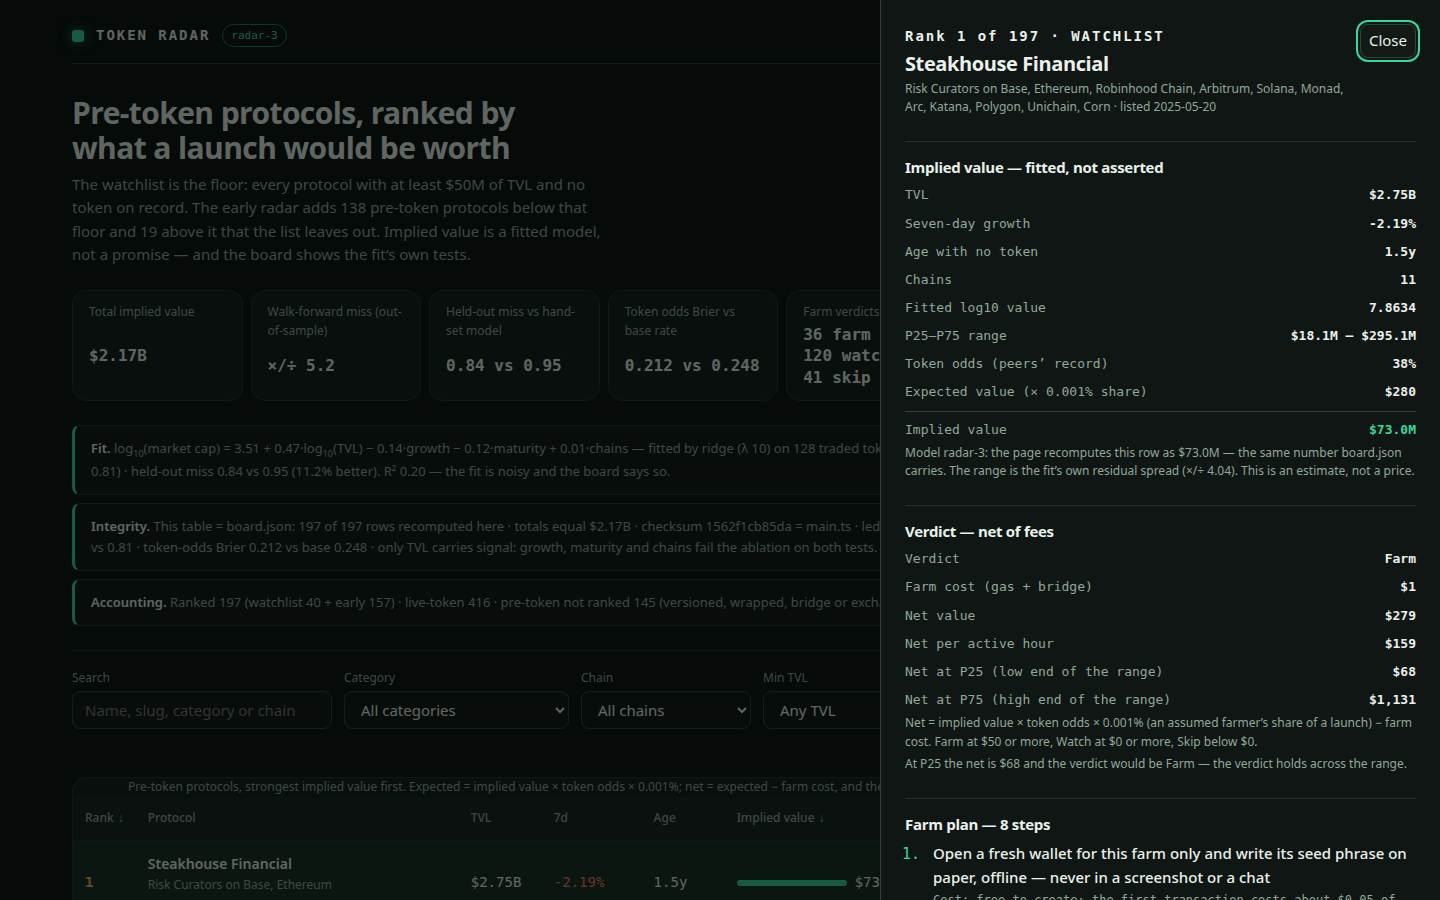 TOKEN RADAR radar-3
Pre-token protocols, ranked by
what a launch would be worth
The watchlist is the floor: every protocol with at least $50M of TVL and no
token on record. The early radar adds 138 pre-token protocols below that
floor and 19 above it that the list leaves out. Implied value is a fitted model,
not a promise — and the board shows the fit's own tests.
Total implied value
$2.17B
Walk-forward miss (out-
of-sample)
×/÷ 5.2
Held-out miss vs hand-
set model
0.84 vs 0.95
Token odds Brier vs
base rate
0.212 vs 0.248
Farm verdicts
36 farm
120 watc
41 skip
Fit. log10(market cap) = 3.51 + 0.47·log10(TVL) − 0.14·growth − 0.12·maturity + 0.01·chains — fitted by ridge (λ 10) on 128 traded tok
0.81) · held-out miss 0.84 vs 0.95 (11.2% better). R² 0.20 — the fit is noisy and the board says so.
Integrity. This table = board.json: 197 of 197 rows recomputed here · totals equal $2.17B · checksum 1562f1cb85da = main.ts · led
vs 0.81 · token-odds Brier 0.212 vs base 0.248 · only TVL carries signal: growth, maturity and chains fail the ablation on both tests.
Accounting. Ranked 197 (watchlist 40 + early 157) · live-token 416 · pre-token not ranked 145 (versioned, wrapped, bridge or exch
Search
Category
Chain
Min TVL
Name, slug, category or chain
All categories
All chains
Any TVL
Pre-token protocols, strongest implied value first. Expected = implied value × token odds × 0.001%; net = expected − farm cost, and the
Rank ↓ Protocol TVL 7d Age Implied value ↓
1 Steakhouse Financial $2.75B -2.19% 1.5y $73
Risk Curators on Base, Ethereum
Rank 1 of 197 · WATCHLIST
Close
Steakhouse Financial
Risk Curators on Base, Ethereum, Robinhood Chain, Arbitrum, Solana, Monad,
Arc, Katana, Polygon, Unichain, Corn · listed 2025-05-20
Implied value — fitted, not asserted
TVL $2.75B
Seven-day growth -2.19%
Age with no token 1.5y
Chains 11
Fitted log10 value 7.8634
P25–P75 range $18.1M – $295.1M
Token odds (peers’ record) 38%
Expected value (× 0.001% share) $280
Implied value $73.0M
Model radar-3: the page recomputes this row as $73.0M — the same number board.json
carries. The range is the fit's own residual spread (×/÷ 4.04). This is an estimate, not a price.
Verdict — net of fees
Verdict Farm
Farm cost (gas + bridge) $1
Net value $279
Net per active hour $159
Net at P25 (low end of the range) $68
Net at P75 (high end of the range) $1,131
Net = implied value × token odds × 0.001% (an assumed farmer's share of a launch) − farm
cost. Farm at $50 or more, Watch at $0 or more, Skip below $0.
At P25 the net is $68 and the verdict would be Farm — the verdict holds across the range.
Farm plan — 8 steps
1. Open a fresh wallet for this farm only and write its seed phrase on
paper, offline — never in a screenshot or a chat
Cost: free to create; the first transaction costs about $0.05 of